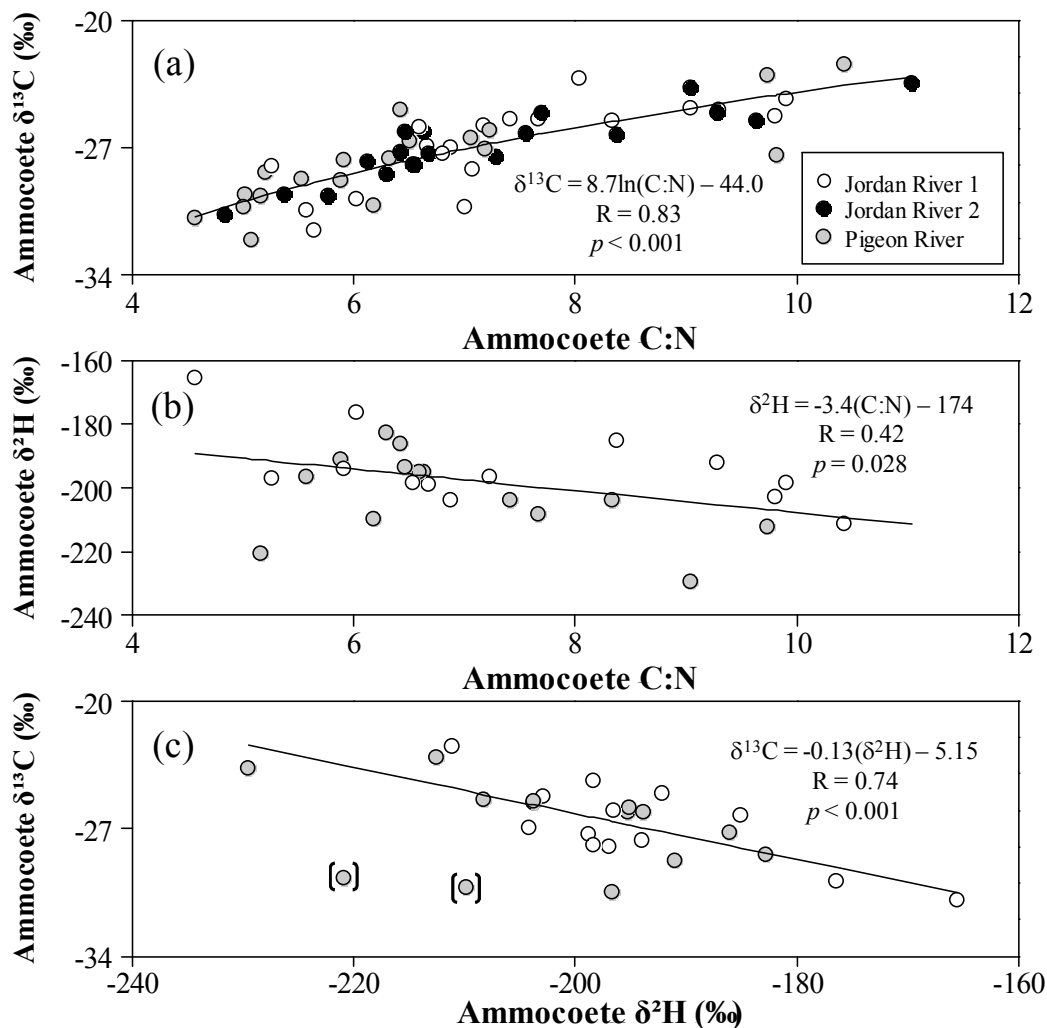 -20
-27
-34
Ammocoete δ¹³C (‰)
(a)
δ¹³C = 8.7ln(C:N) – 44.0
R = 0.83
p < 0.001
Jordan River 1
Jordan River 2
Pigeon River
4 6 8 10 12
Ammocoete C:N
-160
-180
-200
-220
-240
Ammocoete δ²H (‰)
(b)
δ²H = -3.4(C:N) – 174
R = 0.42
p = 0.028
4 6 8 10 12
Ammocoete C:N
-20
-27
-34
Ammocoete δ¹³C (‰)
(c)
δ¹³C = -0.13(δ²H) – 5.15
R = 0.74
p < 0.001
-240 -220 -200 -180 -160
Ammocoete δ²H (‰)